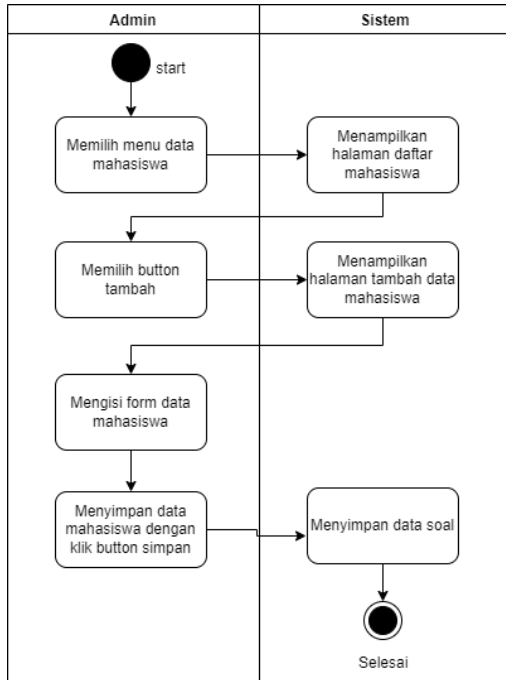 Admin
Sistem
start
Memilih menu data
mahasiswa
Menampilkan
halaman daftar
mahasiswa
Memilih button
tambah
Menampilkan
halaman tambah data
mahasiswa
Mengisi form data
mahasiswa
Menyimpan data
mahasiswa dengan
klik button simpan
Menyimpan data soal
Selesai